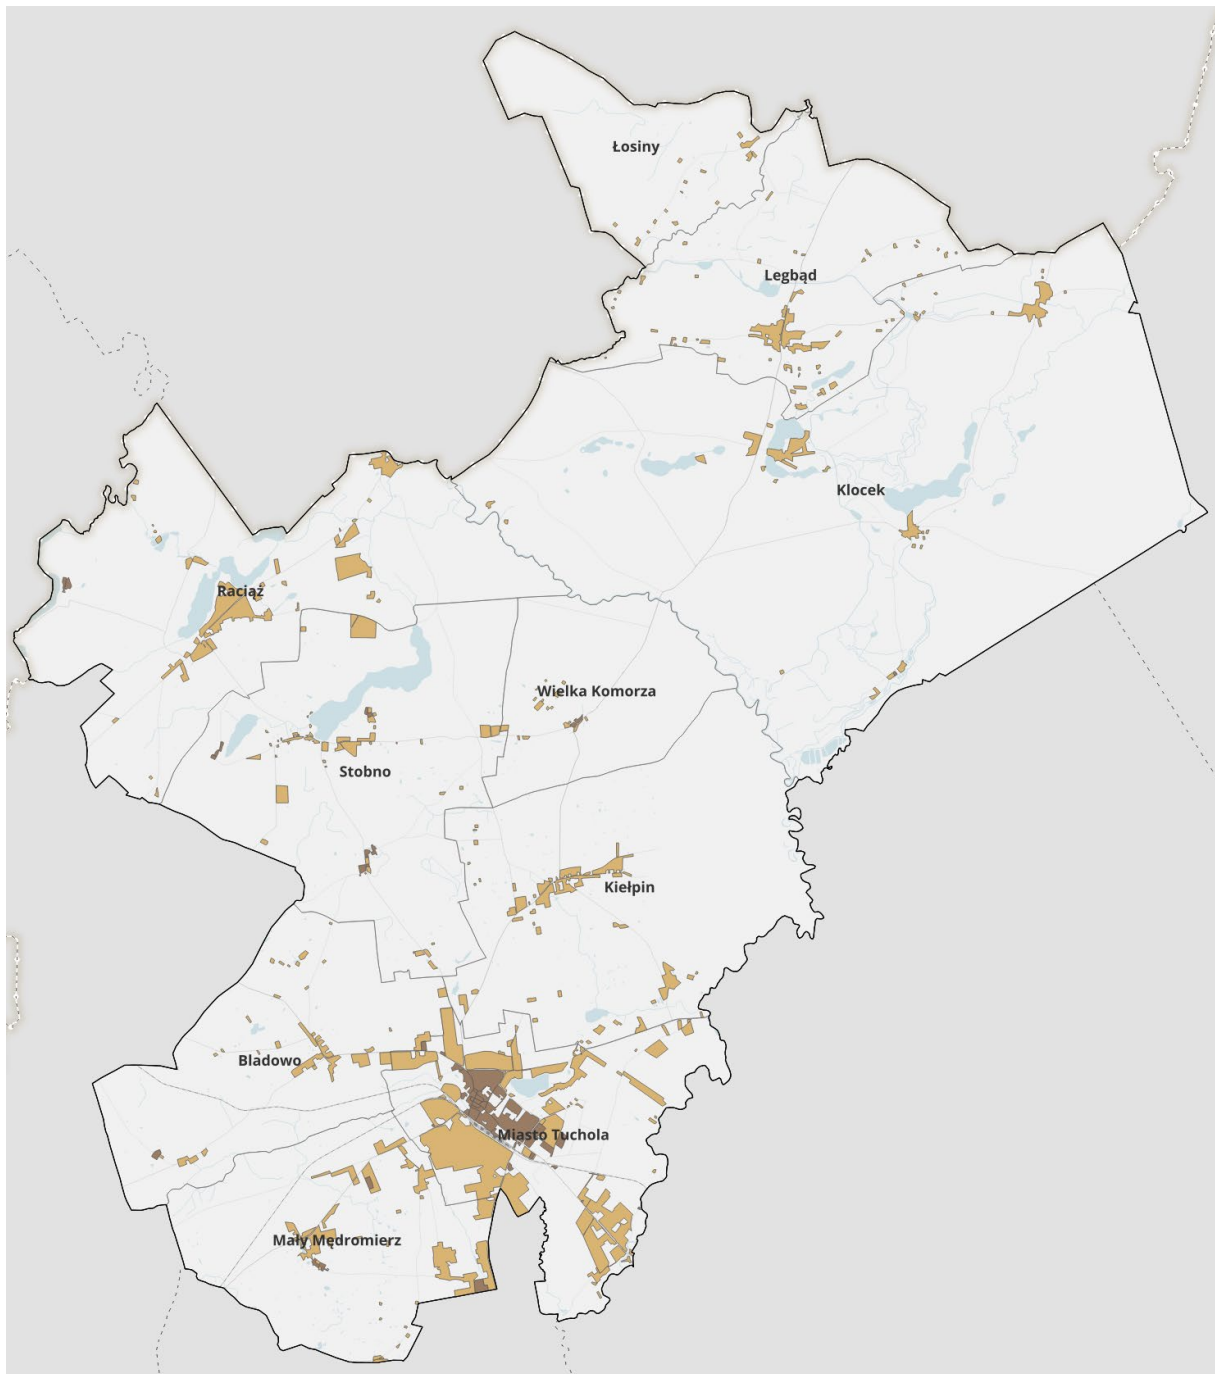 Łosiny
Legbąd
Klocek
Raciąż
Wielka Komorza
Stobno
Kiełpin
Bladowo
Miasto Tuchola
Mały Mędromierz